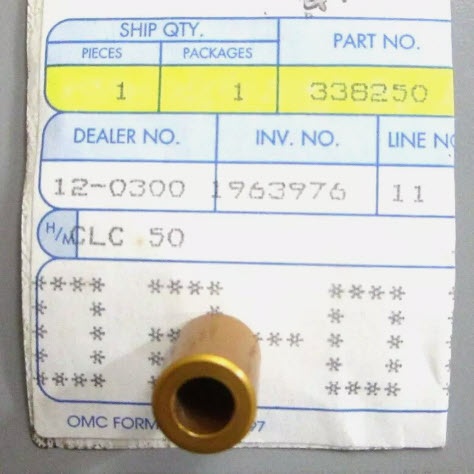 SHIP QTY.
PIECES PACKAGES PART NO.
1 1 338250
DEALER NO. INV. NO. LINE
12-0300 1963976 11
H/M CLC 50
OMC FORM 97